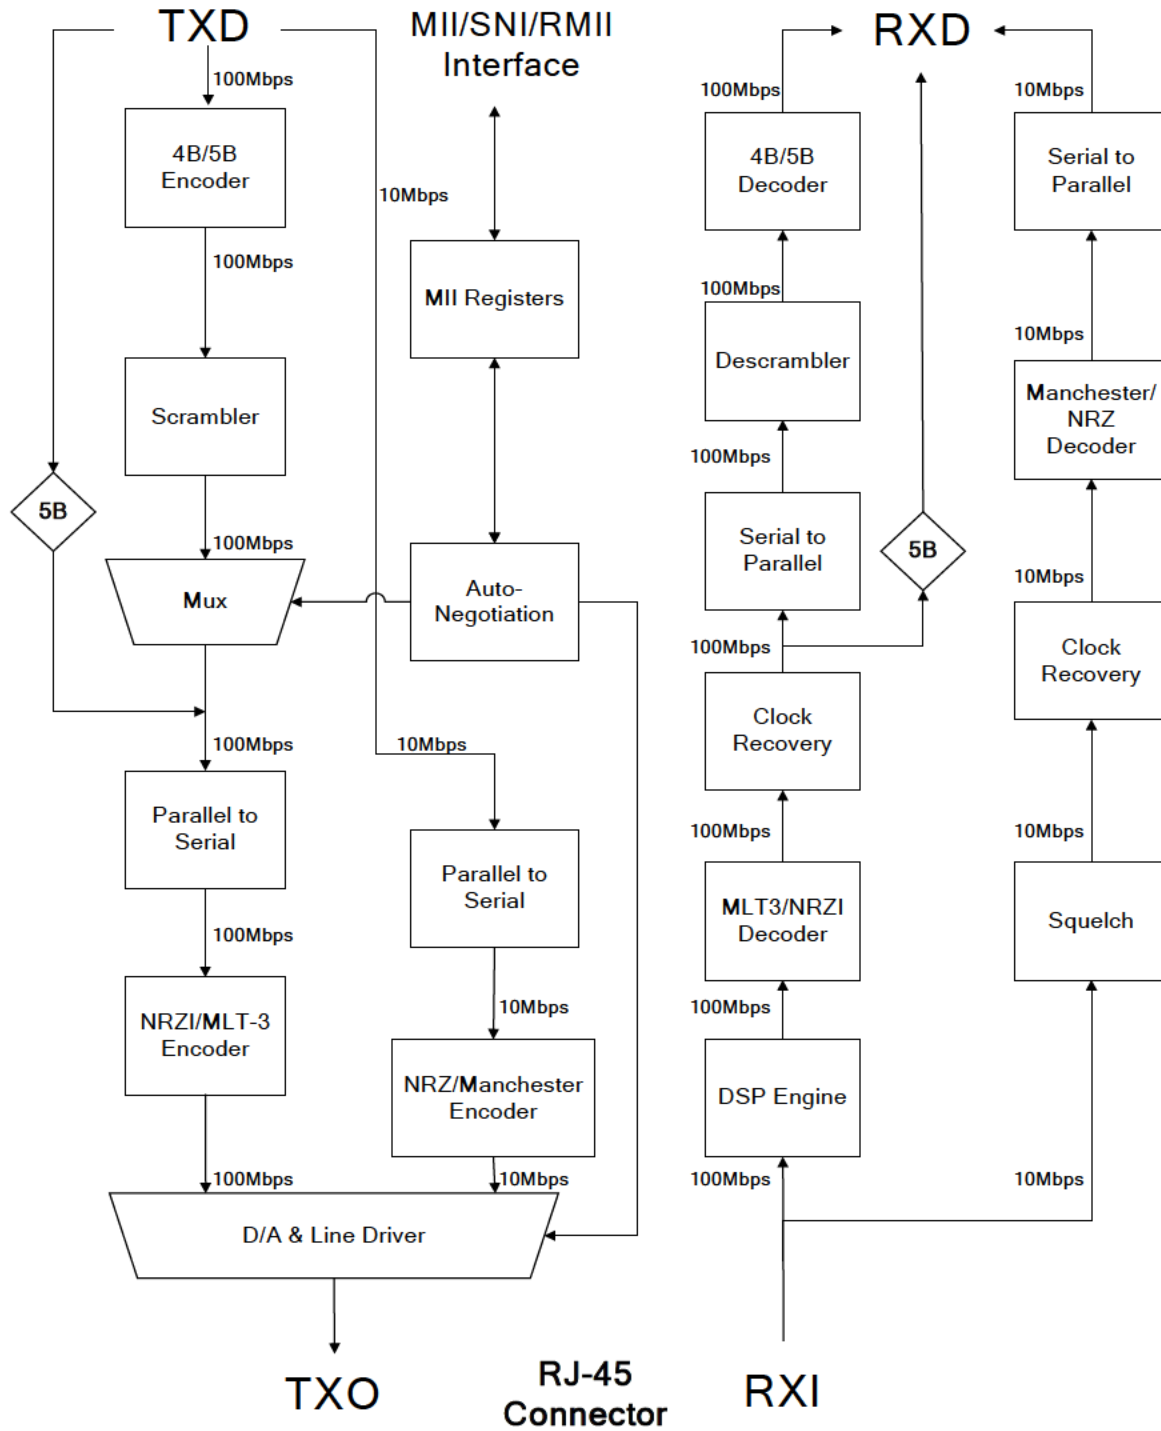 TXD
MII/SNI/RMII
Interface
RXD
100Mbps
4B/5B
Encoder
100Mbps
Scrambler
5B
100Mbps
Mux
100Mbps
Parallel to
Serial
100Mbps
NRZI/MLT-3
Encoder
100Mbps
10Mbps
MII Registers
Auto-
Negotiation
10Mbps
Parallel to
Serial
10Mbps
NRZ/Manchester
Encoder
10Mbps
D/A & Line Driver
TXO
RJ-45
Connector
100Mbps
4B/5B
Decoder
100Mbps
Descrambler
100Mbps
Serial to
Parallel
5B
100Mbps
Clock
Recovery
100Mbps
MLT3/NRZI
Decoder
100Mbps
DSP Engine
100Mbps
RXI
10Mbps
Serial to
Parallel
10Mbps
Manchester/
NRZ
Decoder
10Mbps
Clock
Recovery
10Mbps
Squelch
10Mbps